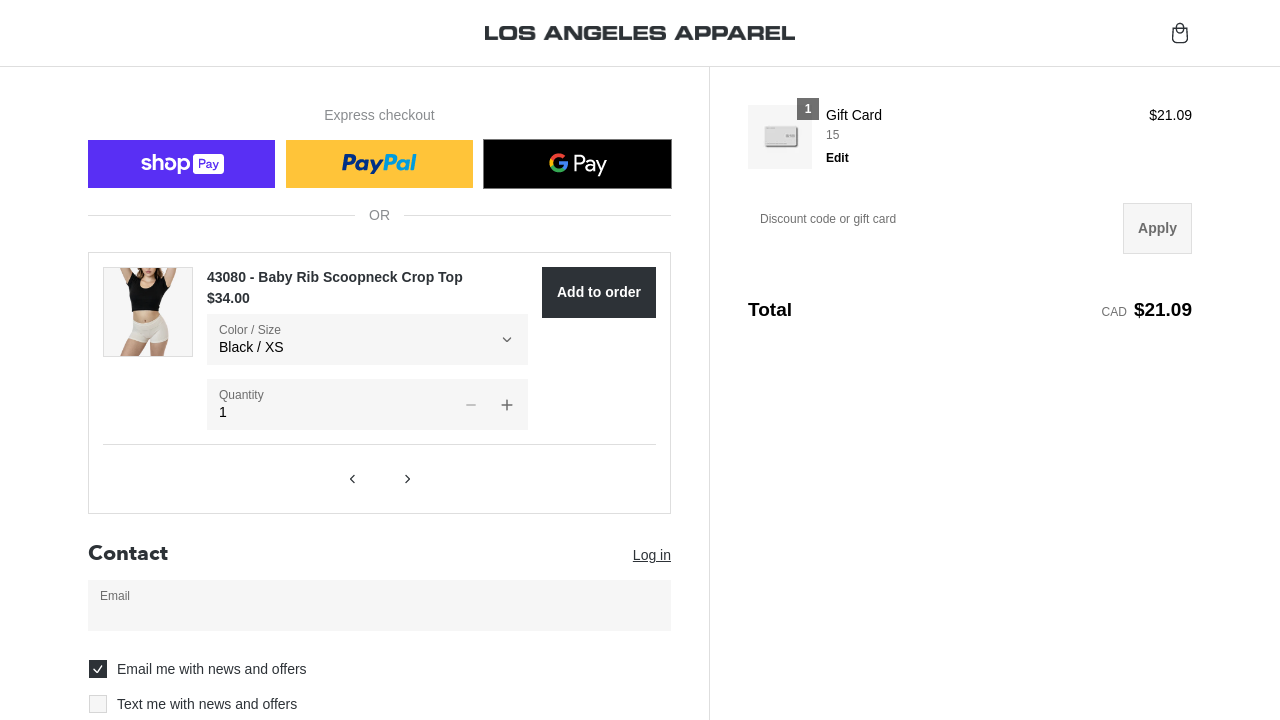 LOS ANGELES APPAREL
Express checkout
shop Pay
PayPal
G Pay
OR
43080 - Baby Rib Scoopneck Crop Top
$34.00
Color / Size
Black / XS
Quantity
1
Add to order
Contact
Log in
Email
Email me with news and offers
Text me with news and offers
1
Gift Card
$21.09
15
Edit
Discount code or gift card
Apply
Total
CAD $21.09